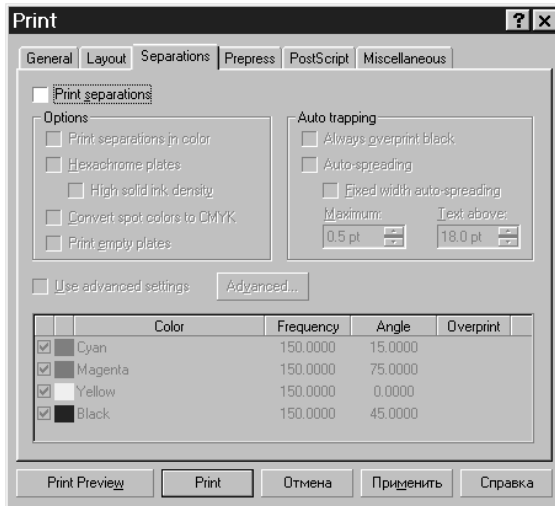 Print
General Layout Separations Prepress PostScript Miscellaneous
Print separations
Options
Print separations in color
Hexachrome plates
High solid ink density
Convert spot colors to CMYK
Print empty plates
Auto trapping
Always overprint black
Auto-spreading
Fixed width auto-spreading
Maximum: Text above:
0.5 pt 18.0 pt
Use advanced settings Advanced...
Color Frequency Angle Overprint
Cyan 150.0000 15.0000
Magenta 150.0000 75.0000
Yellow 150.0000 0.0000
Black 150.0000 45.0000
Print Preview Print Отмена Применить Справка